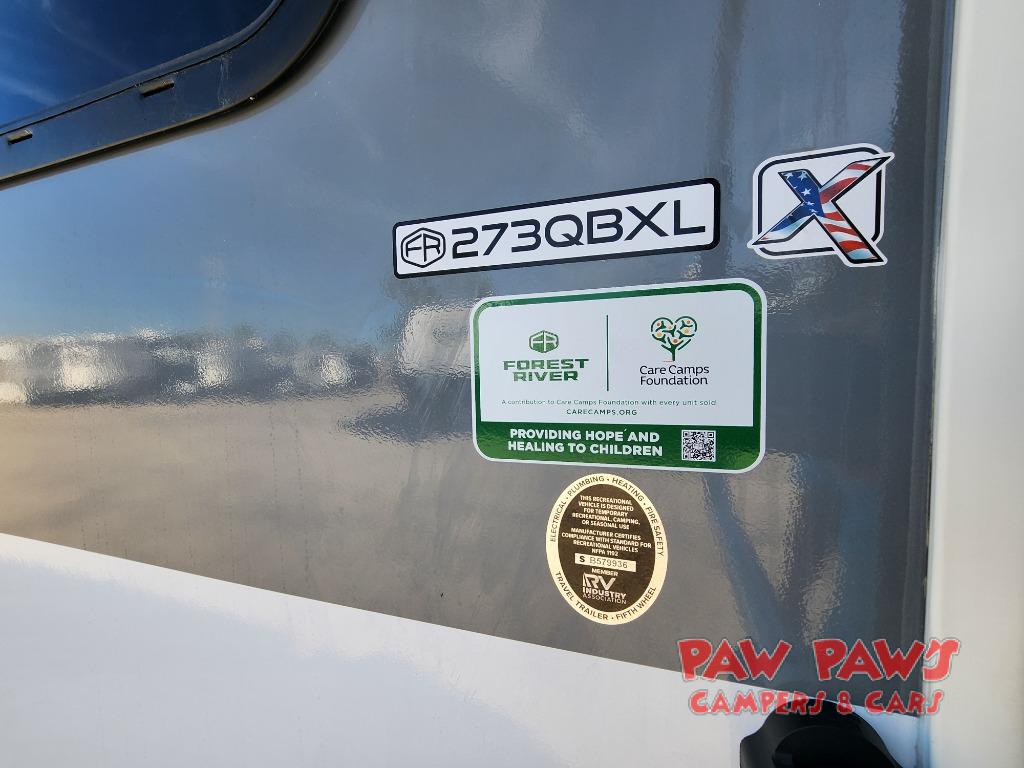 FR 273QBXL
X
FR
FOREST
RIVER
Care Camps
Foundation
A contribution to Care Camps Foundation with every unit sold
CARECAMPS.ORG
PROVIDING HOPE AND
HEALING TO CHILDREN
ELECTRICAL • PLUMBING • HEATING • FIRE SAFETY
THIS RECREATIONAL
VEHICLE IS DESIGNED
FOR TEMPORARY
RECREATIONAL, CAMPING,
OR SEASONAL USE
MANUFACTURER CERTIFIES
COMPLIANCE WITH STANDARD FOR
RECREATIONAL VEHICLES
NFPA 1192
S B579936
MEMBER
RV
INDUSTRY
ASSOCIATION
TRAVEL TRAILER • FIFTH WHEEL
PAW PAW'S
CAMPERS & CARS